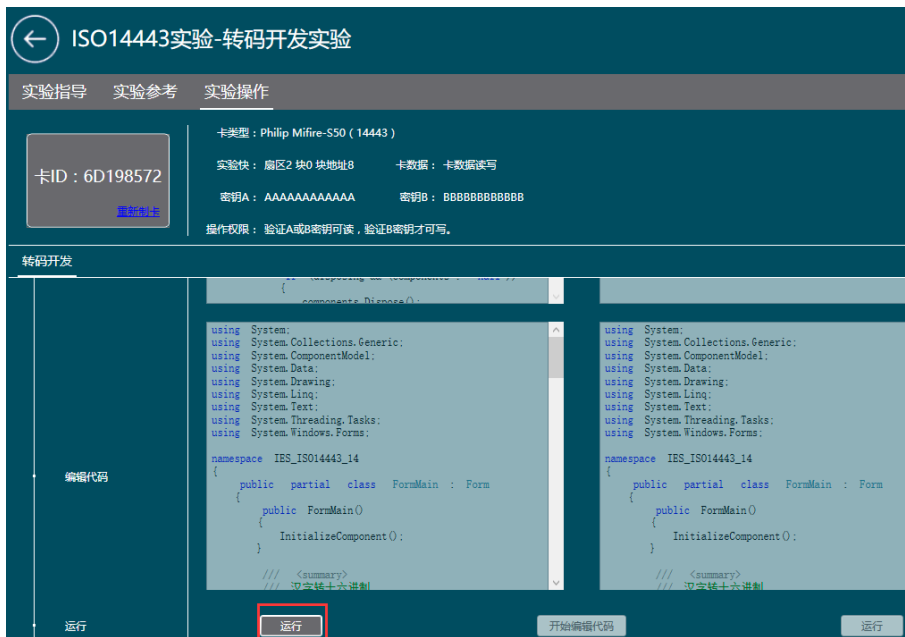 ISO14443实验-转码开发实验
实验指导 实验参考 实验操作
卡类型：Philip Mifire-S50（14443）
实验快： 扇区2 块0 块地址8 卡数据： 卡数据读写
卡ID：6D198572
密钥A： AAAAAAAAAAAA 密钥B： BBBBBBBBBBBB
重新制卡
操作权限： 验证A或B密钥可读，验证B密钥才可写。
转码开发
{
components.Dispose();
using System;
using System.Collections.Generic;
using System.ComponentModel;
using System.Data;
using System.Drawing;
using System.Linq;
using System.Text;
using System.Threading.Tasks;
using System.Windows.Forms;
namespace IES_ISO14443_14
{
public partial class FormMain : Form
{
public FormMain()
{
InitializeComponent();
}
/// <summary>
/// 汉字转十六进制
using System;
using System.Collections.Generic;
using System.ComponentModel;
using System.Data;
using System.Drawing;
using System.Linq;
using System.Text;
using System.Threading.Tasks;
using System.Windows.Forms;
namespace IES_ISO14443_14
{
public partial class FormMain : Form
{
public FormMain()
{
InitializeComponent();
}
/// <summary>
/// 汉字转十六进制
编辑代码
运行 运行 开始编辑代码 运行